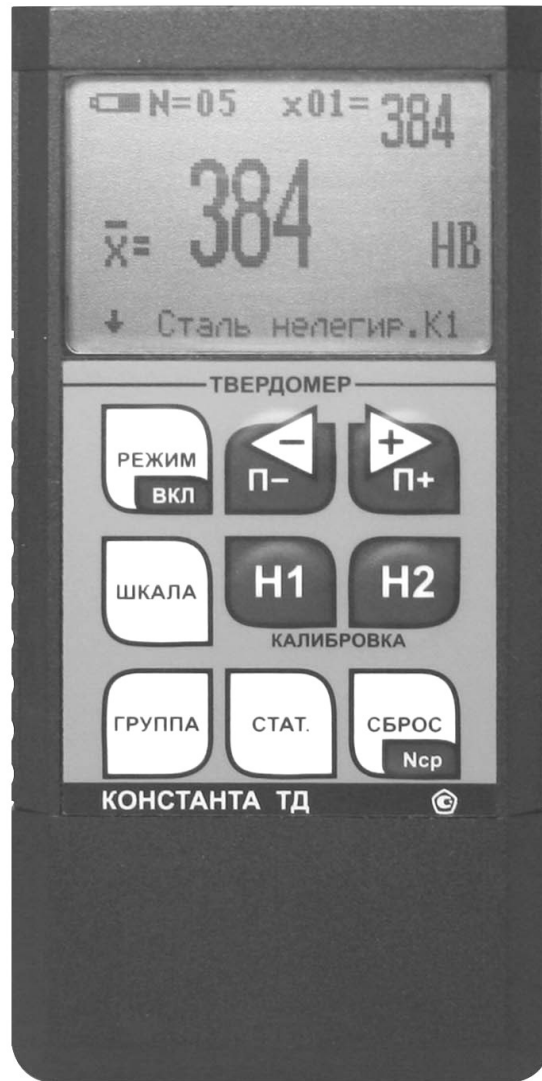 N=05 x01= 384
x̄= 384 HB
↓ Сталь нелегир.К1
ТВЕРДОМЕР
РЕЖИМ
ВКЛ
−
П−
+
П+
ШКАЛА
Н1
Н2
КАЛИБРОВКА
ГРУППА
СТАТ.
СБРОС
Nср
КОНСТАНТА ТД